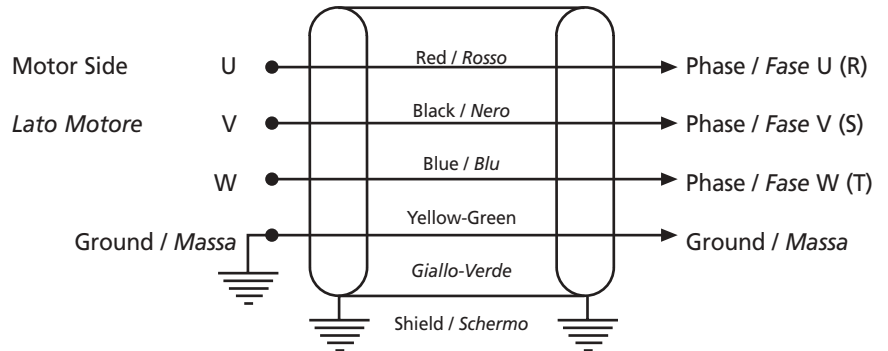 Motor Side U Red / Rosso Phase / Fase U (R)
Lato Motore V Black / Nero Phase / Fase V (S)
W Blue / Blu Phase / Fase W (T)
Ground / Massa Yellow-Green Ground / Massa
Giallo-Verde
Shield / Schermo